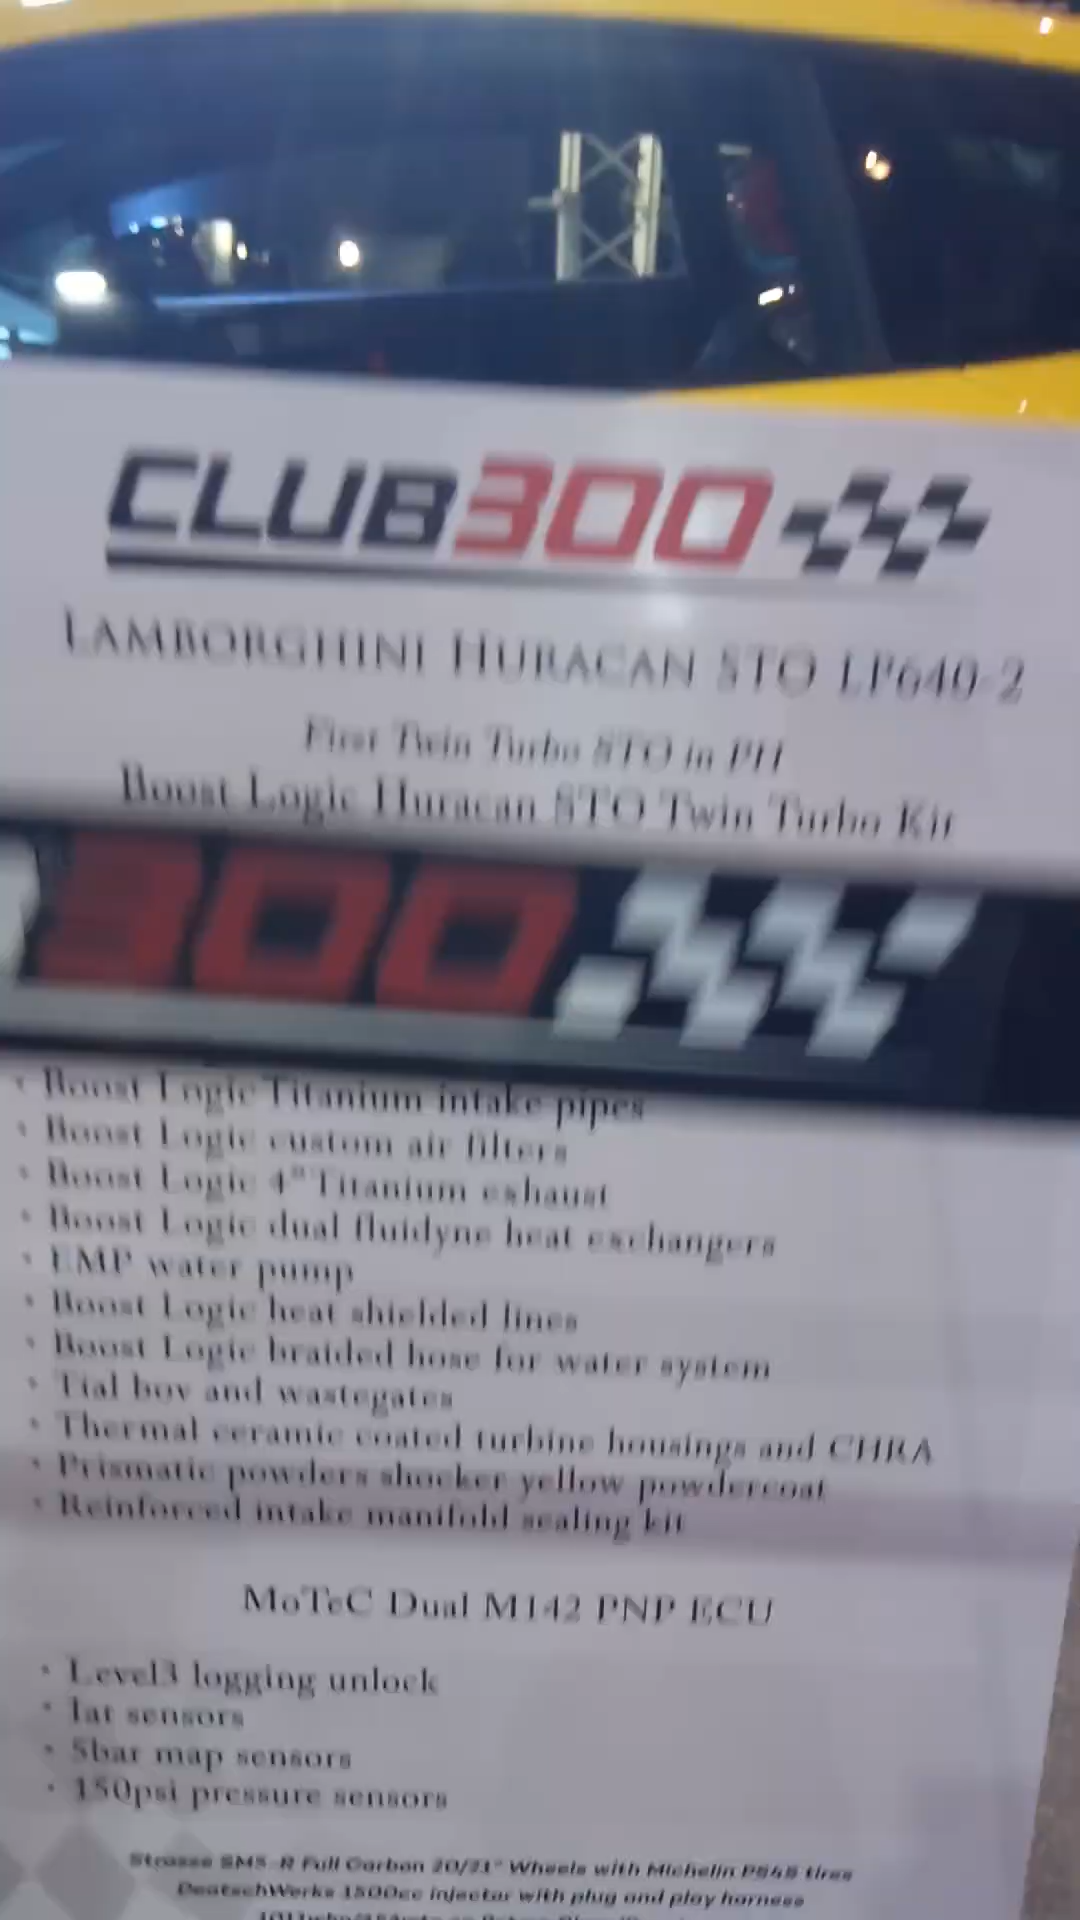 CLUB300
LAMBORGHINI HURACAN STO LP640-2
First Twin Turbo STO in PH
Boost Logic Huracan STO Twin Turbo Kit
300
• Boost Logic Titanium intake pipes
• Boost Logic custom air filters
• Boost Logic 4" Titanium exhaust
• Boost Logic dual fluidyne heat exchangers
• EMP water pump
• Boost Logic heat shielded lines
• Boost Logic braided hose for water system
• Tial bov and wastegates
• Thermal ceramic coated turbine housings and CHRA
• Prismatic powders shocker yellow powdercoat
• Reinforced intake manifold sealing kit
MoTeC Dual M142 PNP ECU
• Level3 logging unlock
• Iat sensors
• 5bar map sensors
• 150psi pressure sensors
Strasse SM5-R Full Carbon 20/21" Wheels with Michelin PS4S tires
DeatschWerks 1500cc injector with plug and play harness